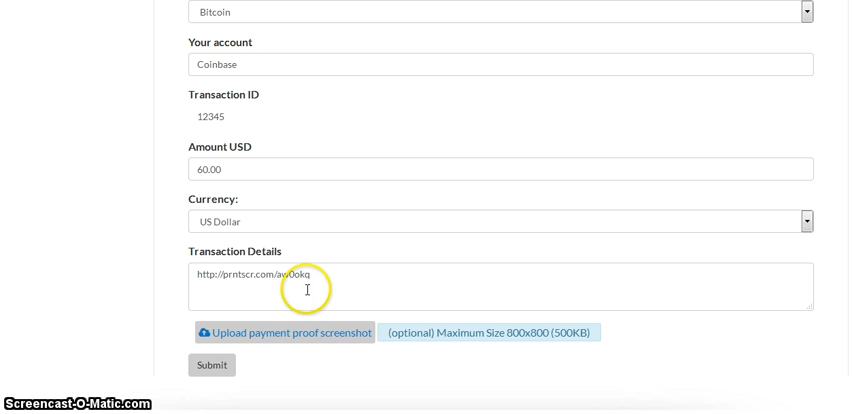 Bitcoin
Your account
Coinbase
Transaction ID
12345
Amount USD
60.00
Currency:
US Dollar
Transaction Details
http://prntscr.com/aw0okq
Upload payment proof screenshot (optional) Maximum Size 800x800 (500KB)
Submit
Screencast-O-Matic.com